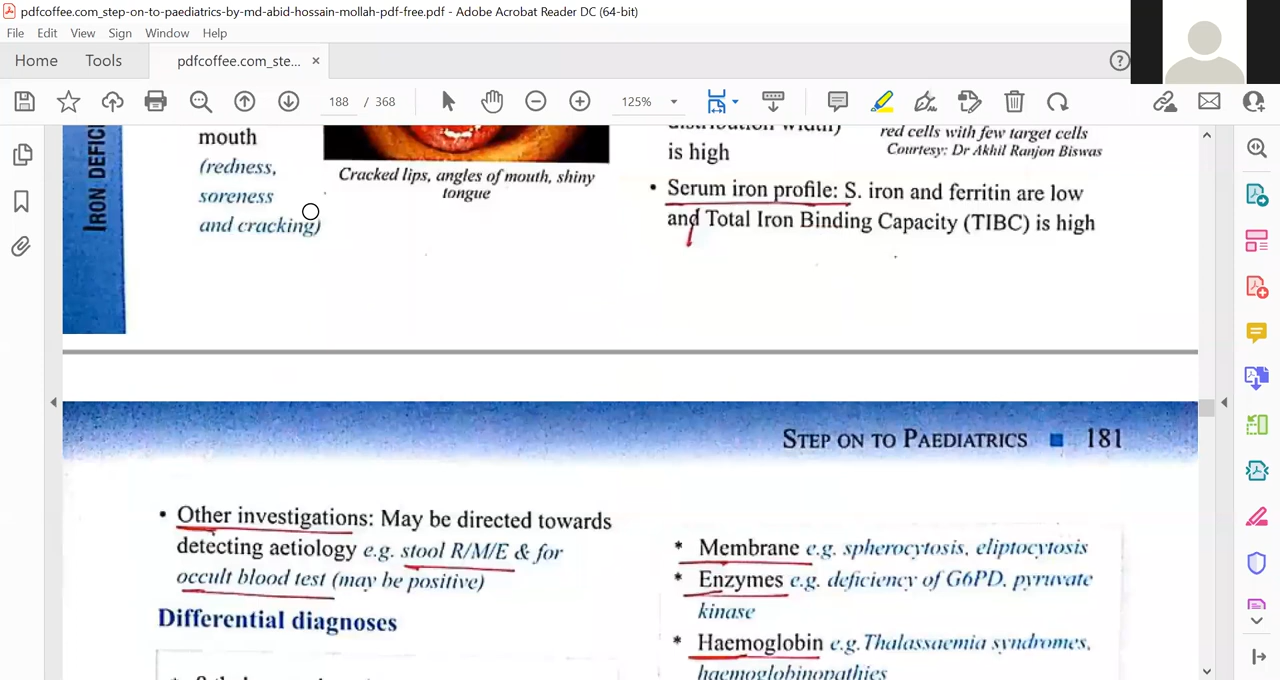 pdfcoffee.com_step-on-to-paediatrics-by-md-abid-hossain-mollah-pdf-free.pdf - Adobe Acrobat Reader DC (64-bit)
File Edit View Sign Window Help
Home Tools pdfcoffee.com_ste... ×
188 / 368 125%
IRON DEFICI
mouth
(redness,
soreness
and cracking)
Cracked lips, angles of mouth, shiny
tongue
distribution width)
is high
red cells with few target cells
Courtesy: Dr Akhil Ranjon Biswas
• Serum iron profile: S. iron and ferritin are low
and Total Iron Binding Capacity (TIBC) is high
STEP ON TO PAEDIATRICS ■ 181
• Other investigations: May be directed towards
detecting aetiology e.g. stool R/M/E & for
occult blood test (may be positive)
Differential diagnoses
* Membrane e.g. spherocytosis, eliptocytosis
* Enzymes e.g. deficiency of G6PD, pyruvate
kinase
* Haemoglobin e.g. Thalassaemia syndromes,
haemoglobinopathies